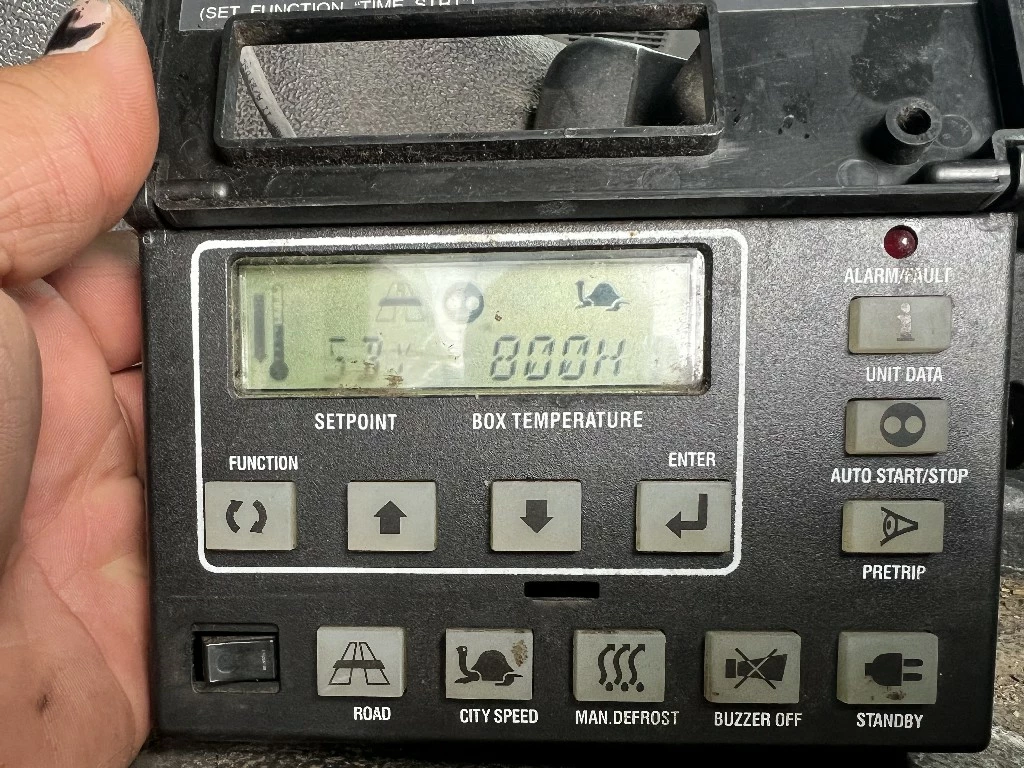 (SET FUNCTION "TIME STRT")
800H
ALARM/FAULT
UNIT DATA
SETPOINT BOX TEMPERATURE
FUNCTION ENTER
AUTO START/STOP
PRETRIP
ROAD CITY SPEED MAN.DEFROST BUZZER OFF STANDBY